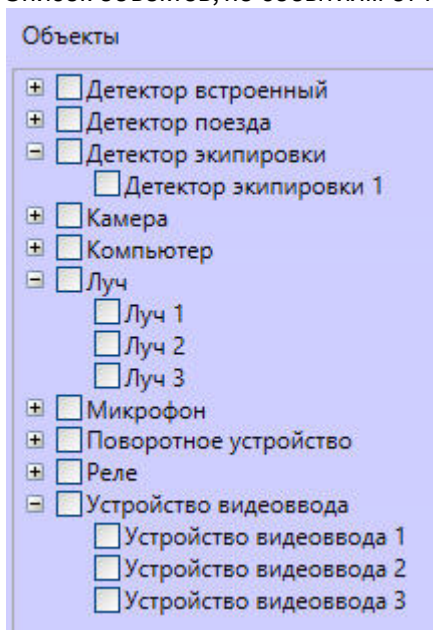 Объекты
Детектор встроенный
Детектор поезда
Детектор экипировки
Детектор экипировки 1
Камера
Компьютер
Луч
Луч 1
Луч 2
Луч 3
Микрофон
Поворотное устройство
Реле
Устройство видеоввода
Устройство видеоввода 1
Устройство видеоввода 2
Устройство видеоввода 3